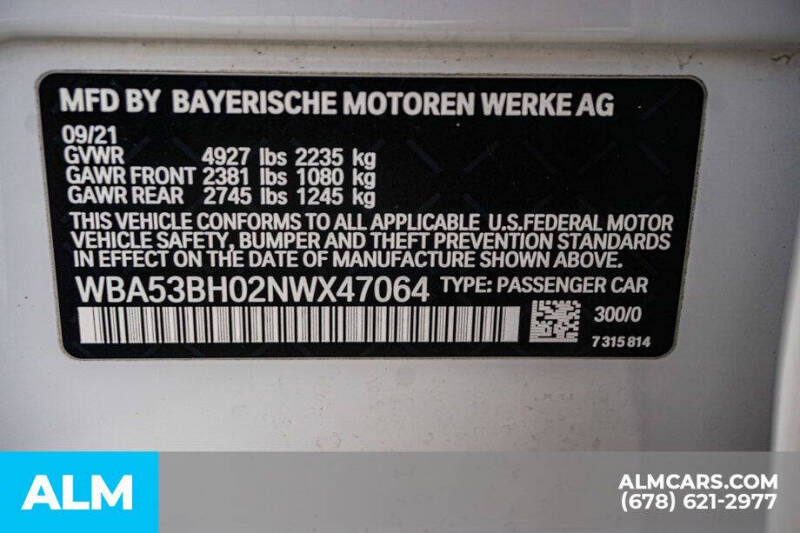 MFD BY BAYERISCHE MOTOREN WERKE AG
09/21
GVWR 4927 lbs 2235 kg
GAWR FRONT 2381 lbs 1080 kg
GAWR REAR 2745 lbs 1245 kg
THIS VEHICLE CONFORMS TO ALL APPLICABLE U.S.FEDERAL MOTOR
VEHICLE SAFETY, BUMPER AND THEFT PREVENTION STANDARDS
IN EFFECT ON THE DATE OF MANUFACTURE SHOWN ABOVE.
WBA53BH02NWX47064 TYPE: PASSENGER CAR
300/0
7 315 814
ALM
ALMCARS.COM
(678) 621-2977